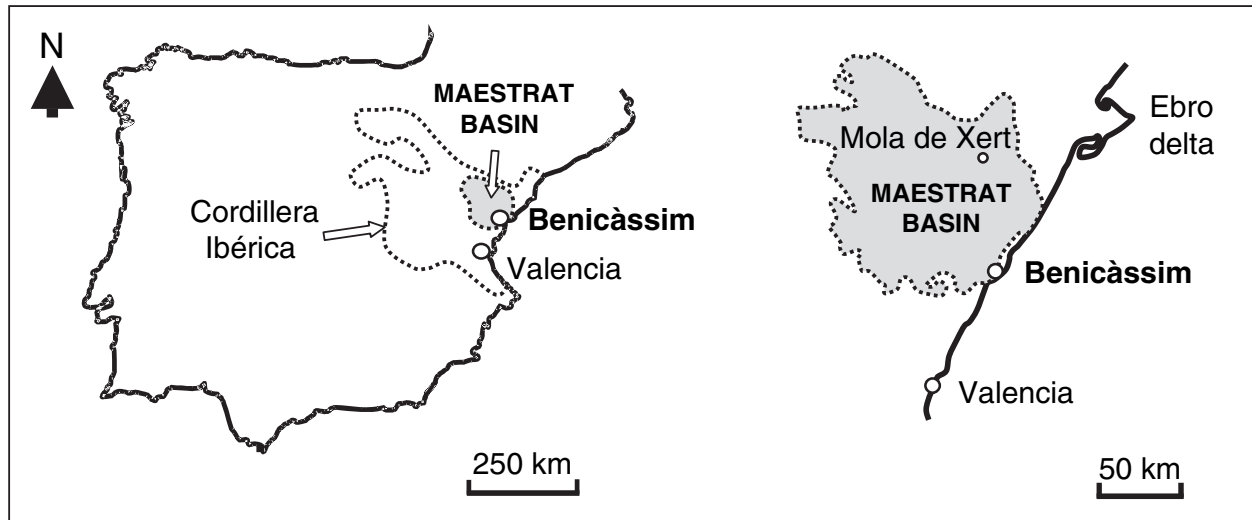 N
MAESTRAT
BASIN
Cordillera
Ibérica
Benicàssim
Valencia
250 km
Ebro
delta
Mola de Xert
MAESTRAT
BASIN
Benicàssim
Valencia
50 km